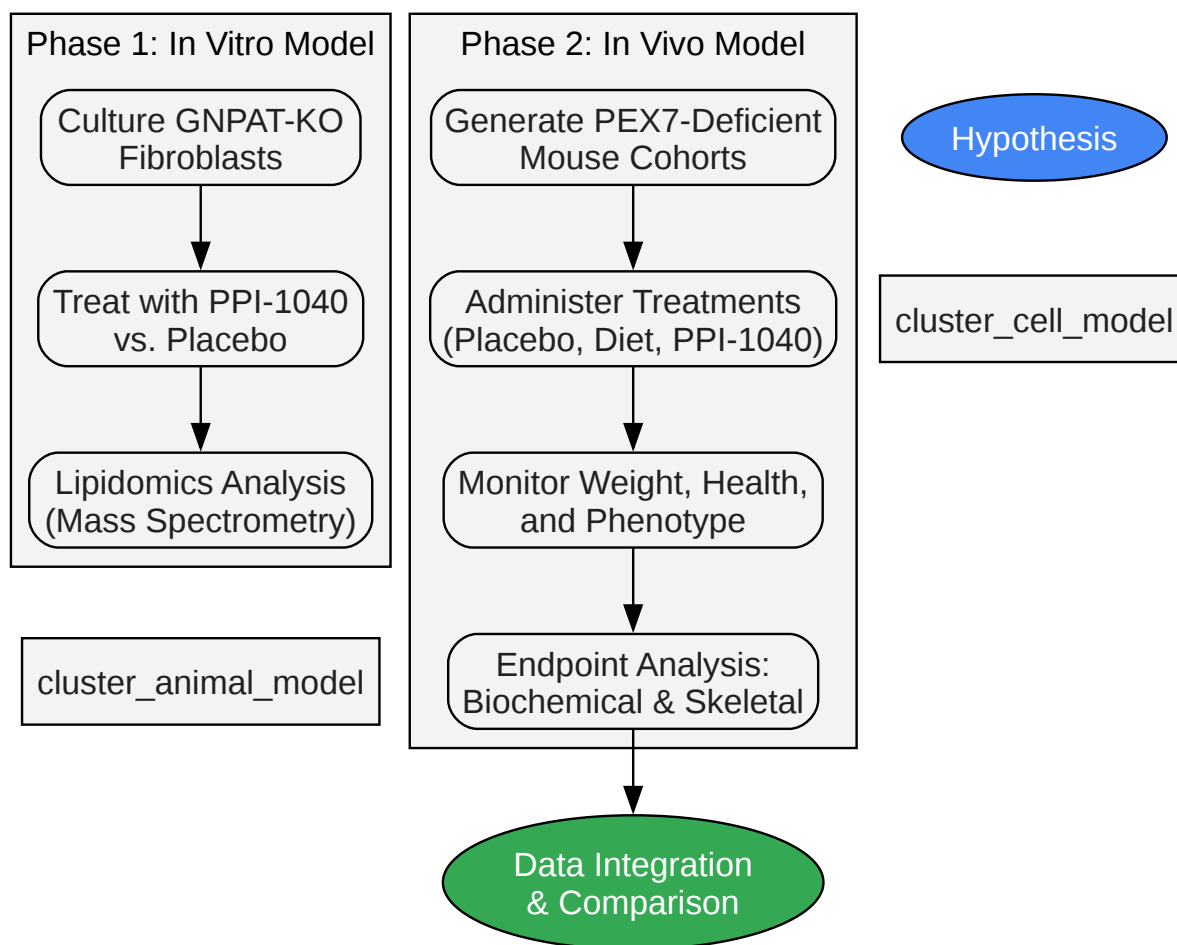 Phase 1: In Vitro Model
Culture GNPAT-KO
Fibroblasts
Treat with PPI-1040
vs. Placebo
Lipidomics Analysis
(Mass Spectrometry)
cluster_animal_model
Phase 2: In Vivo Model
Generate PEX7-Deficient
Mouse Cohorts
Administer Treatments
(Placebo, Diet, PPI-1040)
Monitor Weight, Health,
and Phenotype
Endpoint Analysis:
Biochemical & Skeletal
Data Integration
& Comparison
Hypothesis
cluster_cell_model